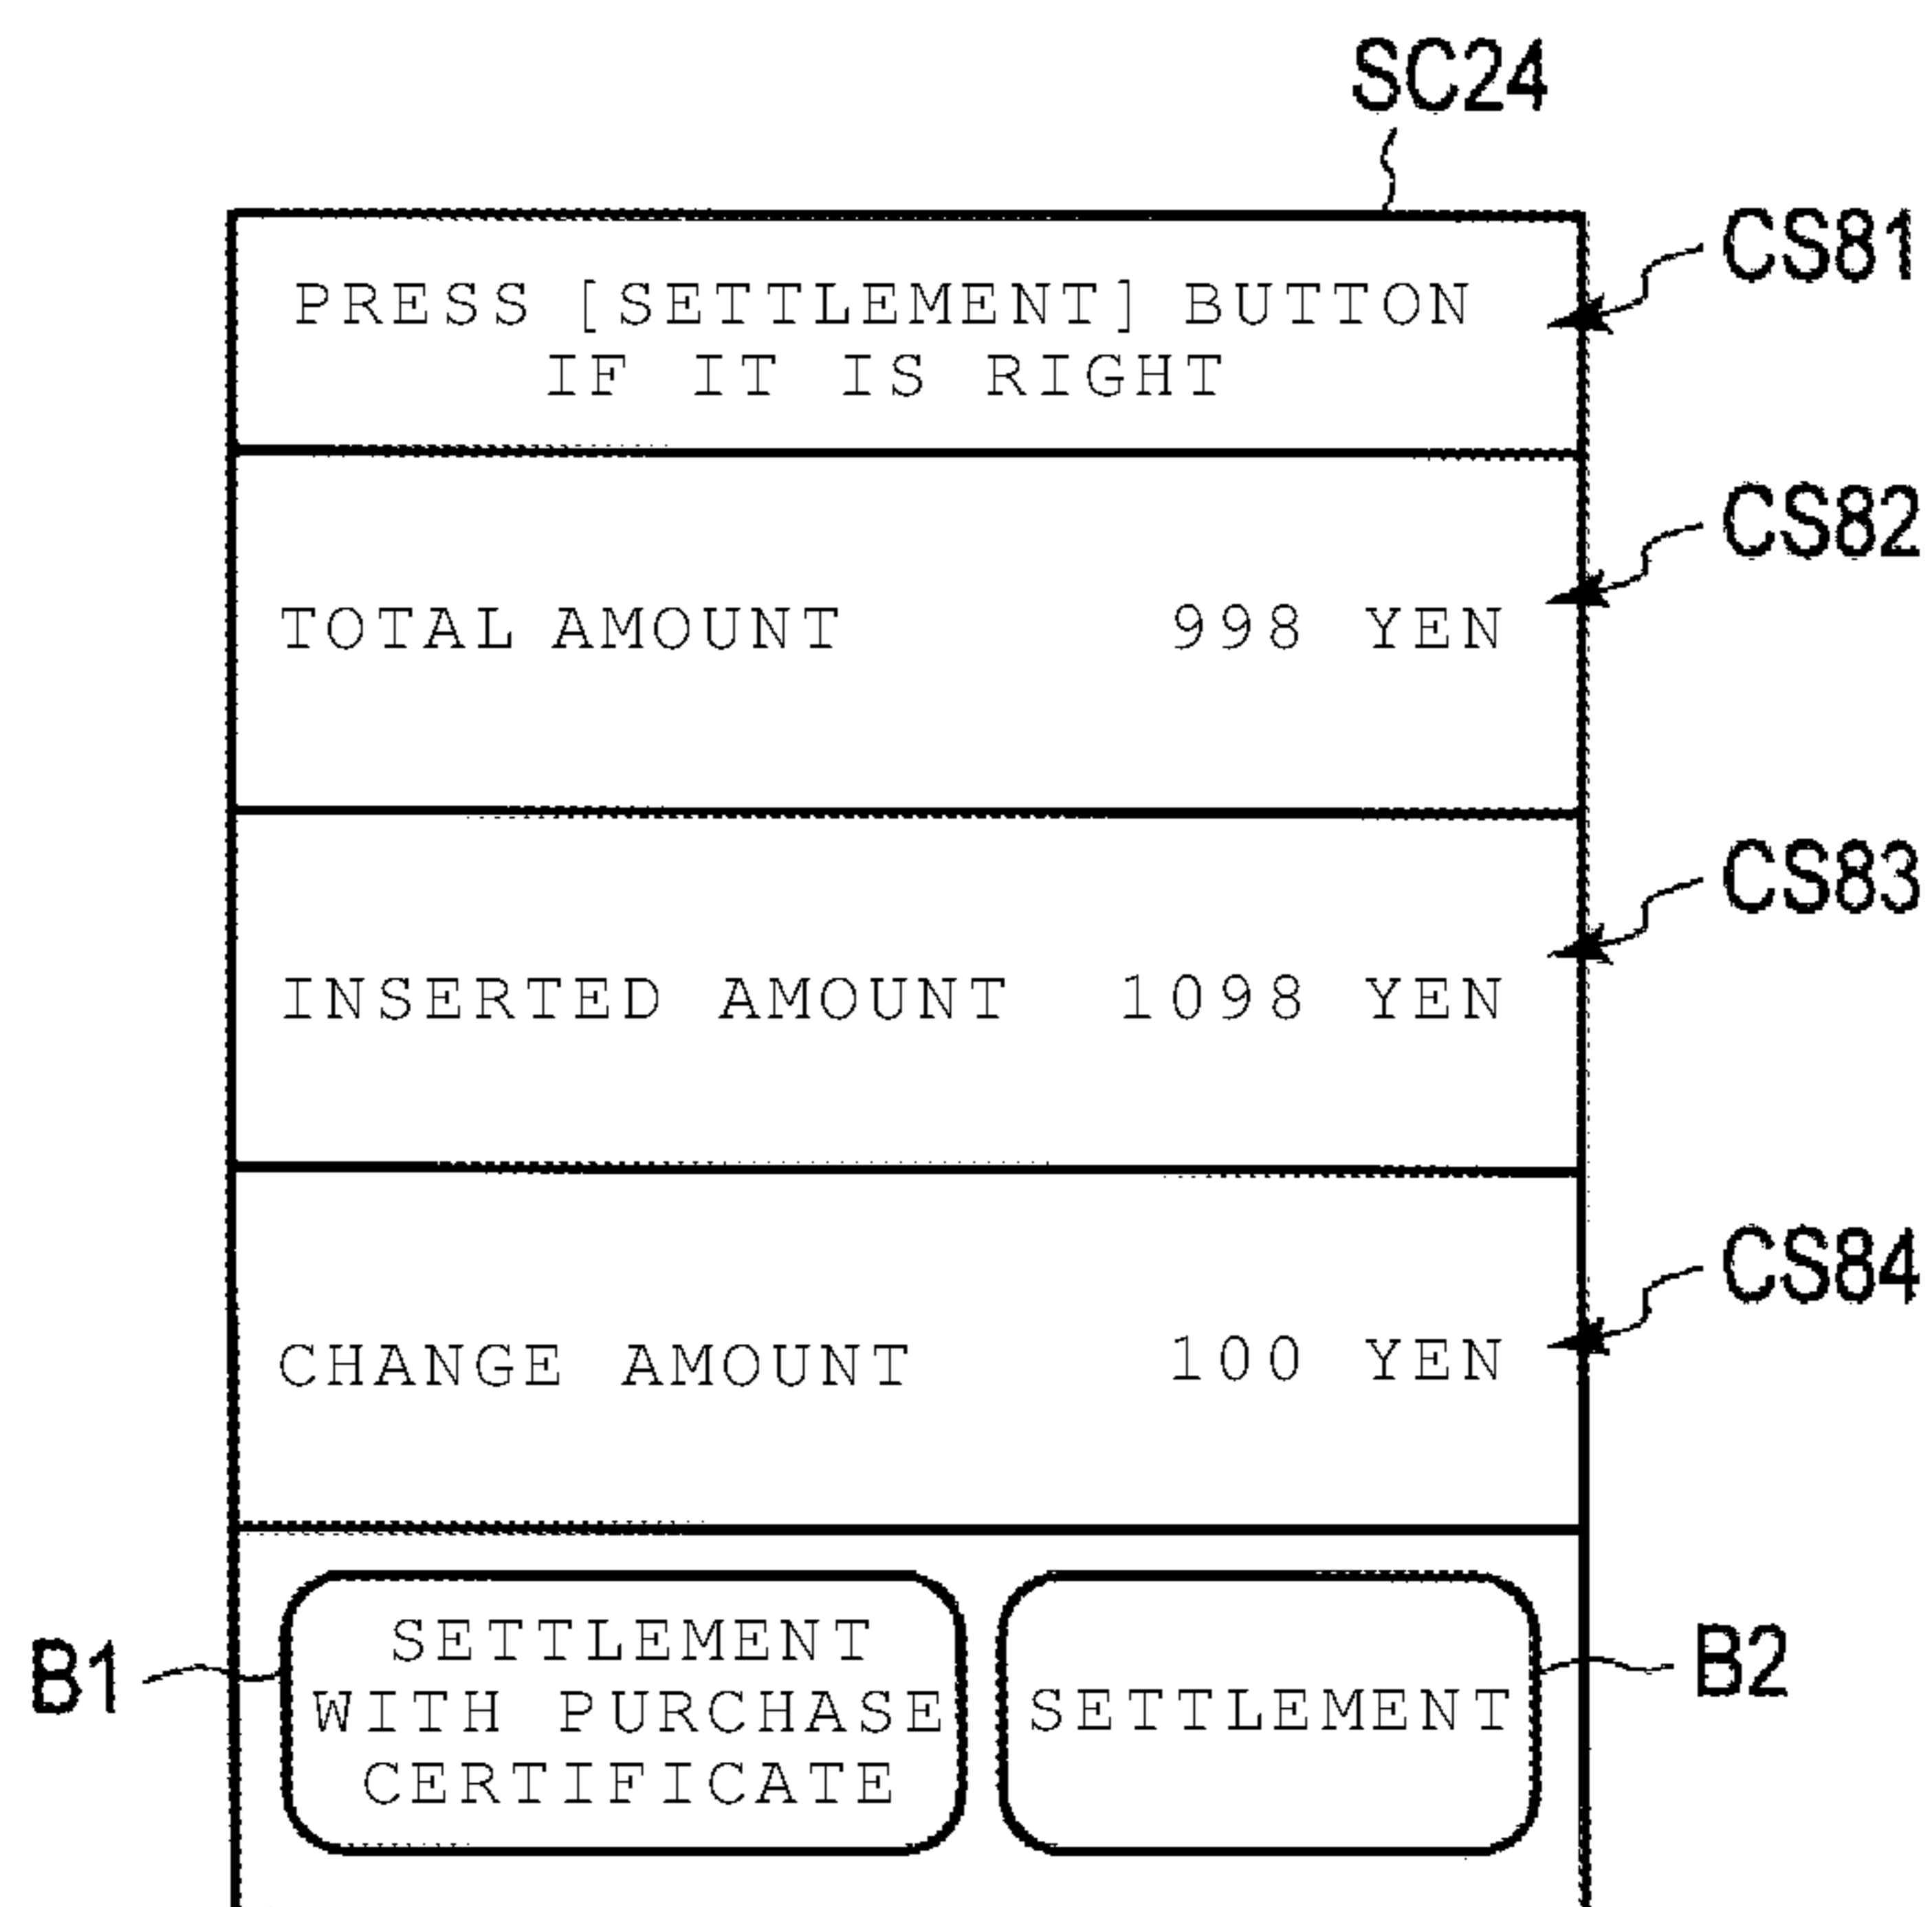 SC24
CS81
PRESS [SETTLEMENT] BUTTON
IF IT IS RIGHT
CS82
TOTAL AMOUNT 998 YEN
CS83
INSERTED AMOUNT 1098 YEN
CS84
CHANGE AMOUNT 100 YEN
B1
SETTLEMENT
WITH PURCHASE
CERTIFICATE
SETTLEMENT
B2